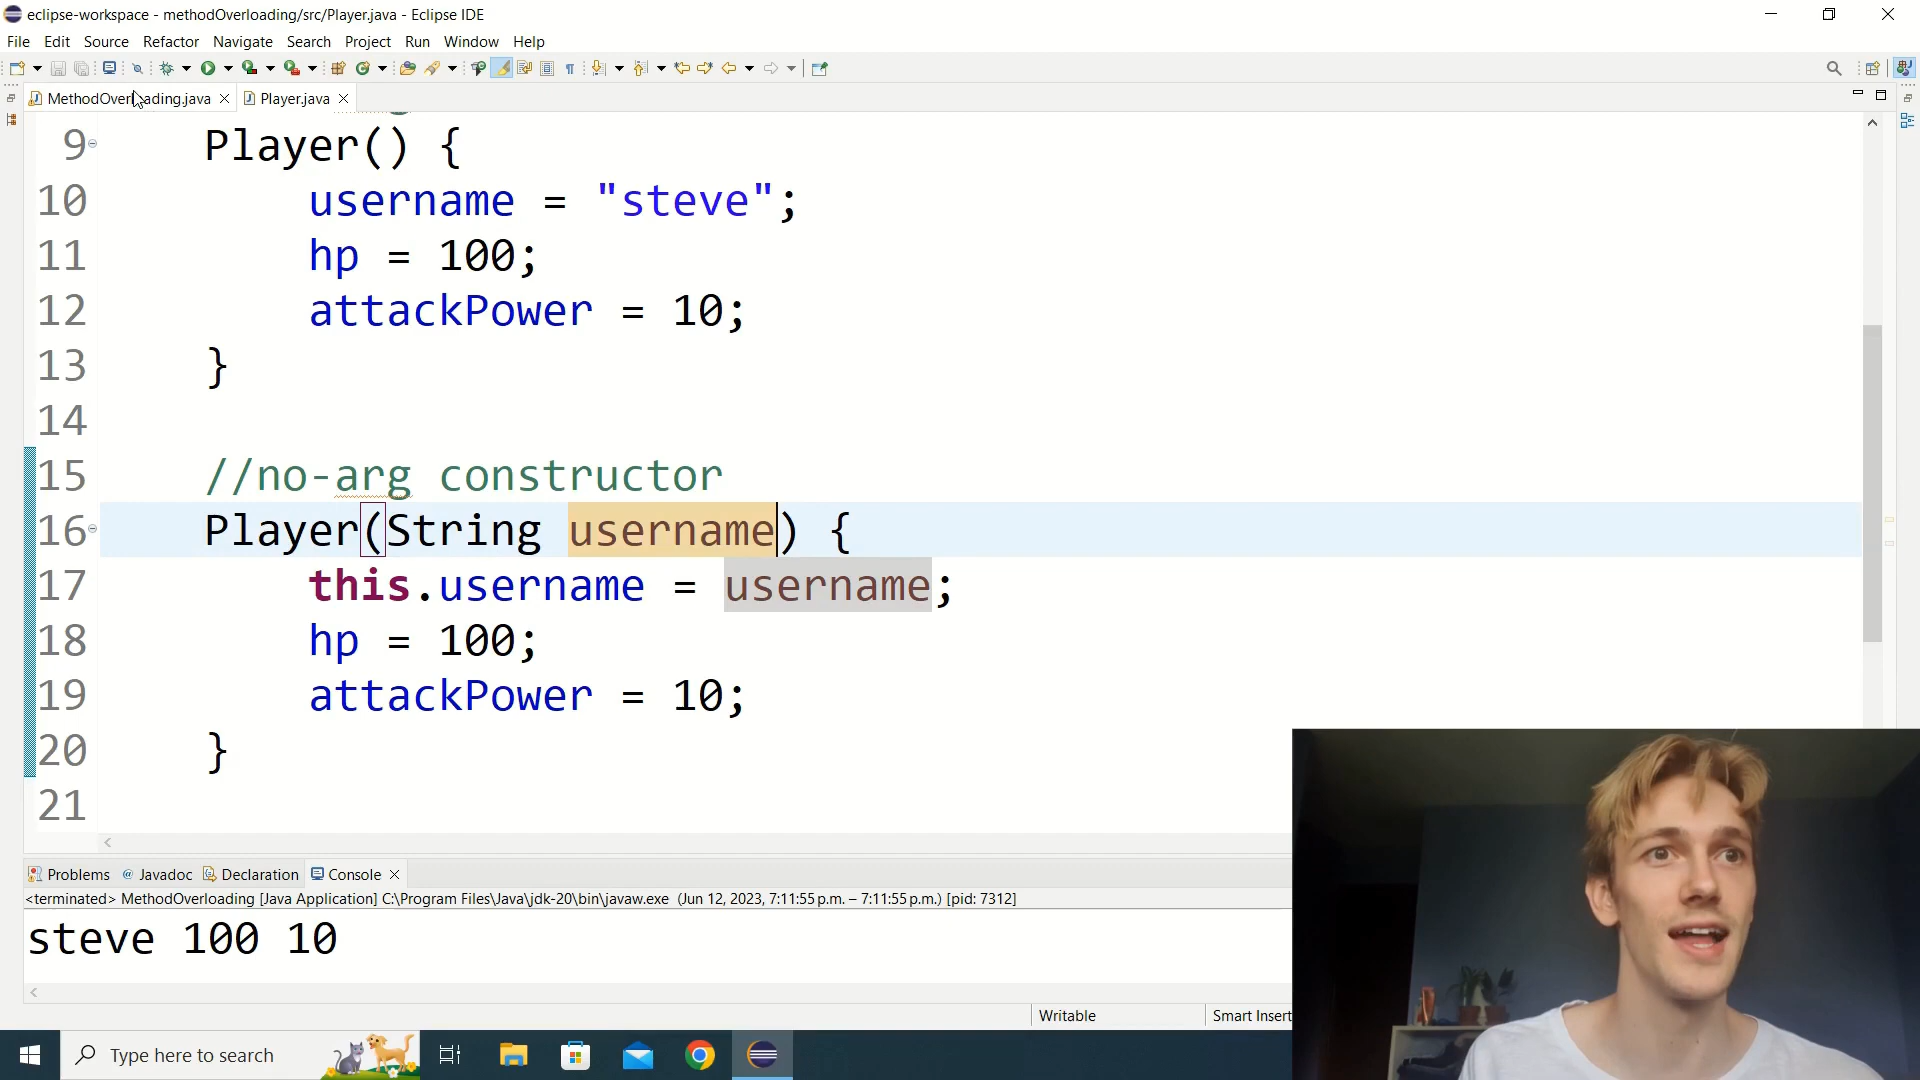 eclipse-workspace - methodOverloading/src/Player.java - Eclipse IDE
File Edit Source Refactor Navigate Search Project Run Window Help
MethodOverloading.java Player.java
9 Player() {
10 username = "steve";
11 hp = 100;
12 attackPower = 10;
13 }
14
15 //no-arg constructor
16 Player(String username) {
17 this.username = username;
18 hp = 100;
19 attackPower = 10;
20 }
21
Problems Javadoc Declaration Console
<terminated> MethodOverloading [Java Application] C:\Program Files\Java\jdk-20\bin\javaw.exe (Jun 12, 2023, 7:11:55 p.m. – 7:11:55 p.m.) [pid: 7312]
steve 100 10
Writable Smart Insert
Type here to search